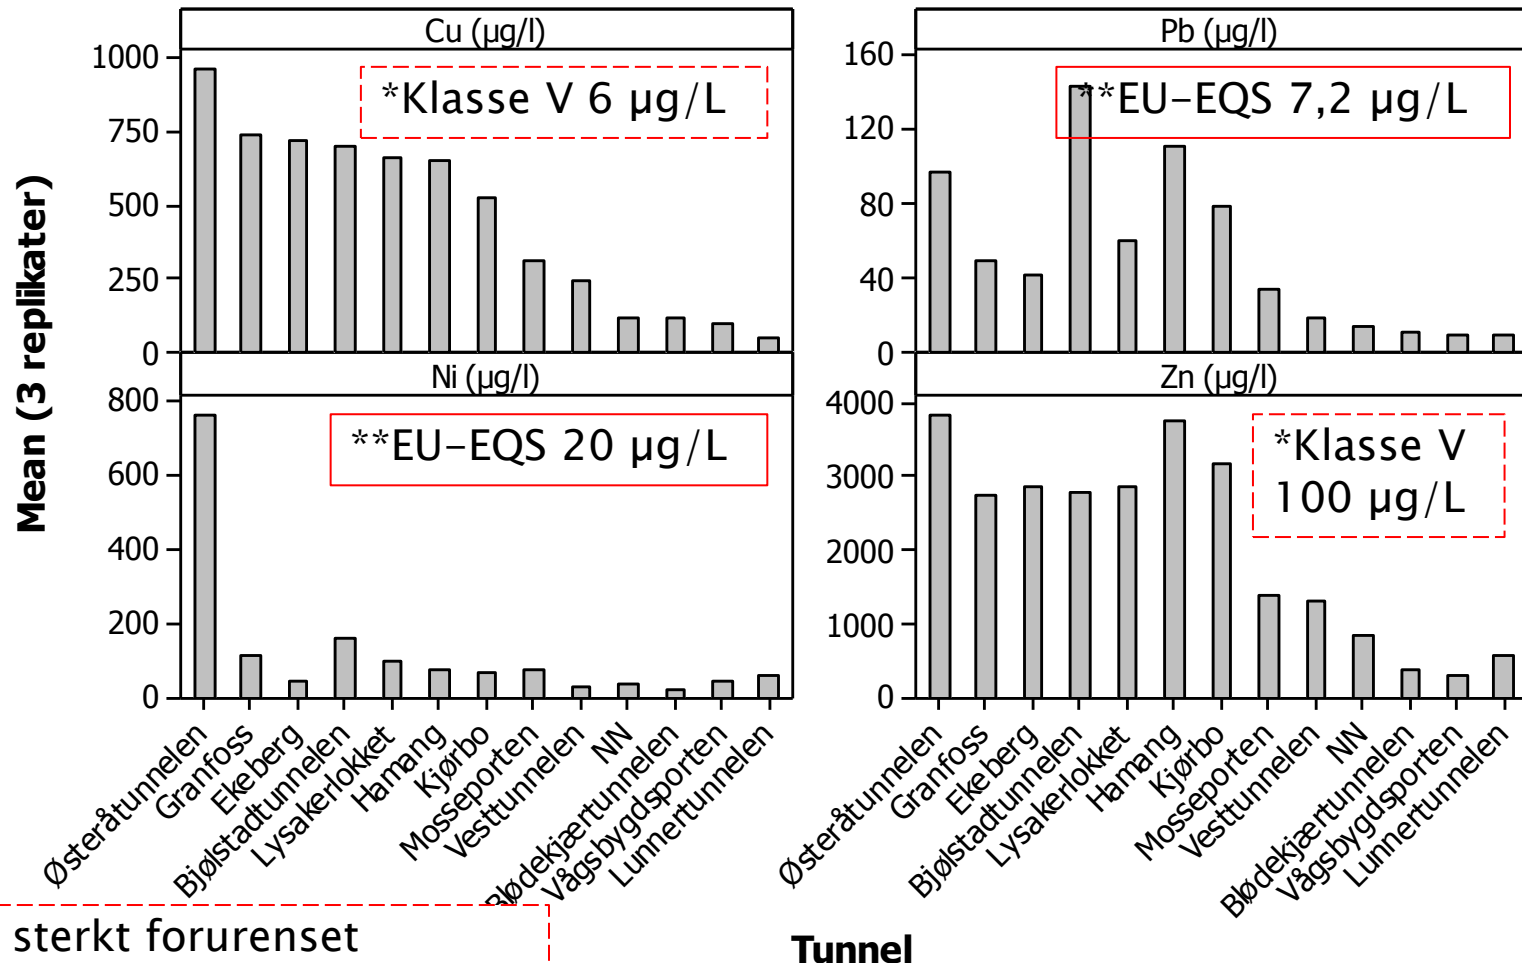 Cu (µg/l)
Pb (µg/l)
1000
750
500
250
0
160
120
80
40
0
*Klasse V 6 µg/L
**EU-EQS 7,2 µg/L
Mean (3 replikater)
Ni (µg/l)
Zn (µg/l)
800
600
400
200
0
4000
3000
2000
1000
0
**EU-EQS 20 µg/L
*Klasse V
100 µg/L
Østeråtunnelen
Granfoss
Ekeberg
Bjølstadtunnelen
Lysakerlokket
Hamang
Kjørbo
Mosseporten
Vesttunnelen
NN
Blødekjærtunnelen
Vågsbygdsporten
Lunnertunnelen
Østeråtunnelen
Granfoss
Ekeberg
Bjølstadtunnelen
Lysakerlokket
Hamang
Kjørbo
Mosseporten
Vesttunnelen
NN
Blødekjærtunnelen
Vågsbygdsporten
Lunnertunnelen
sterkt forurenset
Tunnel